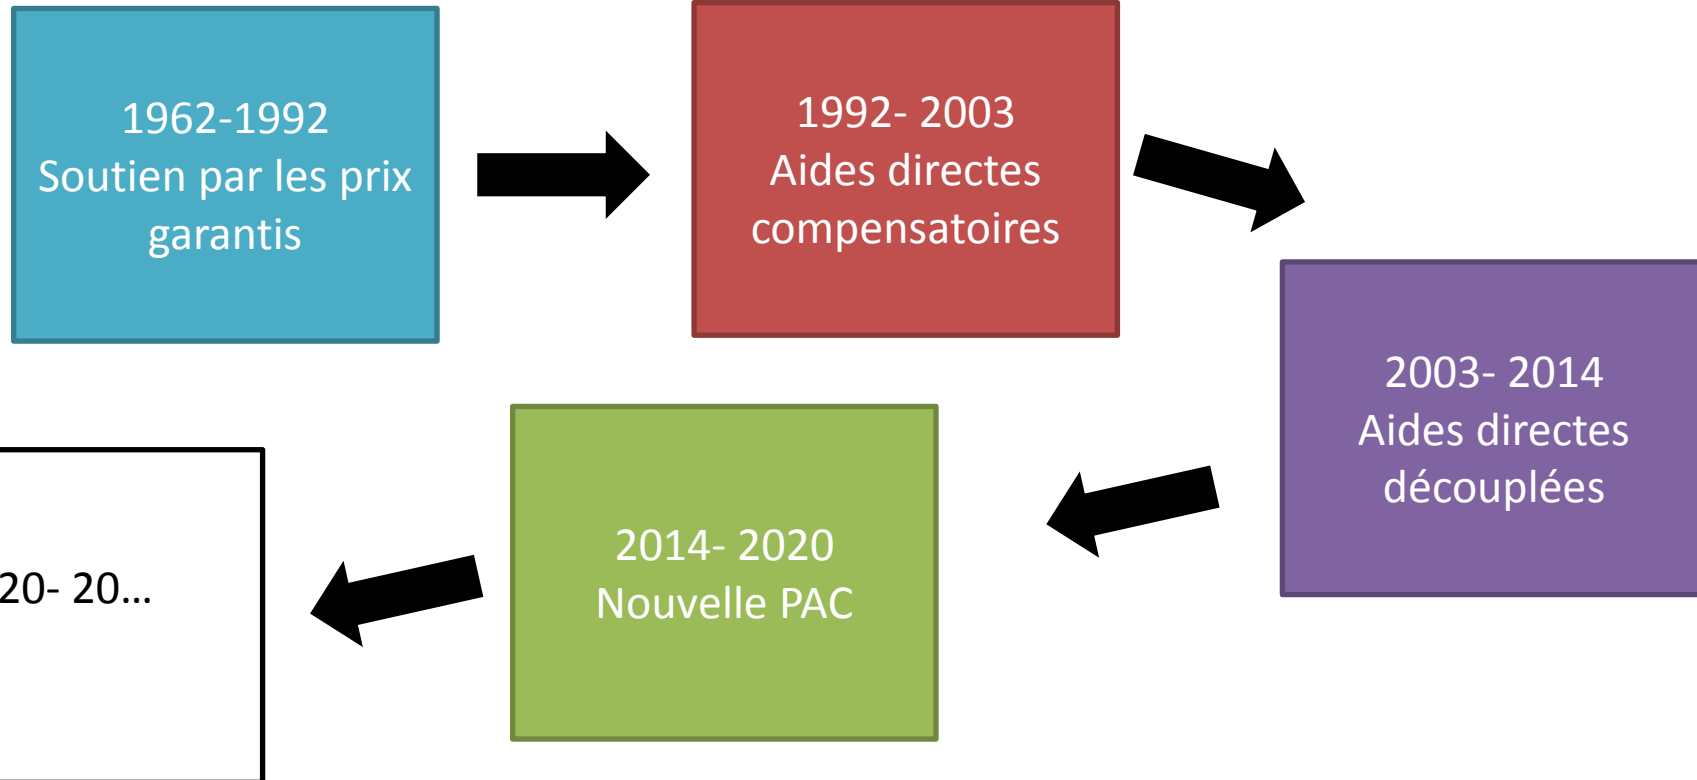 1962-1992
Soutien par les prix
garantis
1992- 2003
Aides directes
compensatoires
2003- 2014
Aides directes
découplées
2014- 2020
Nouvelle PAC
20- 20...